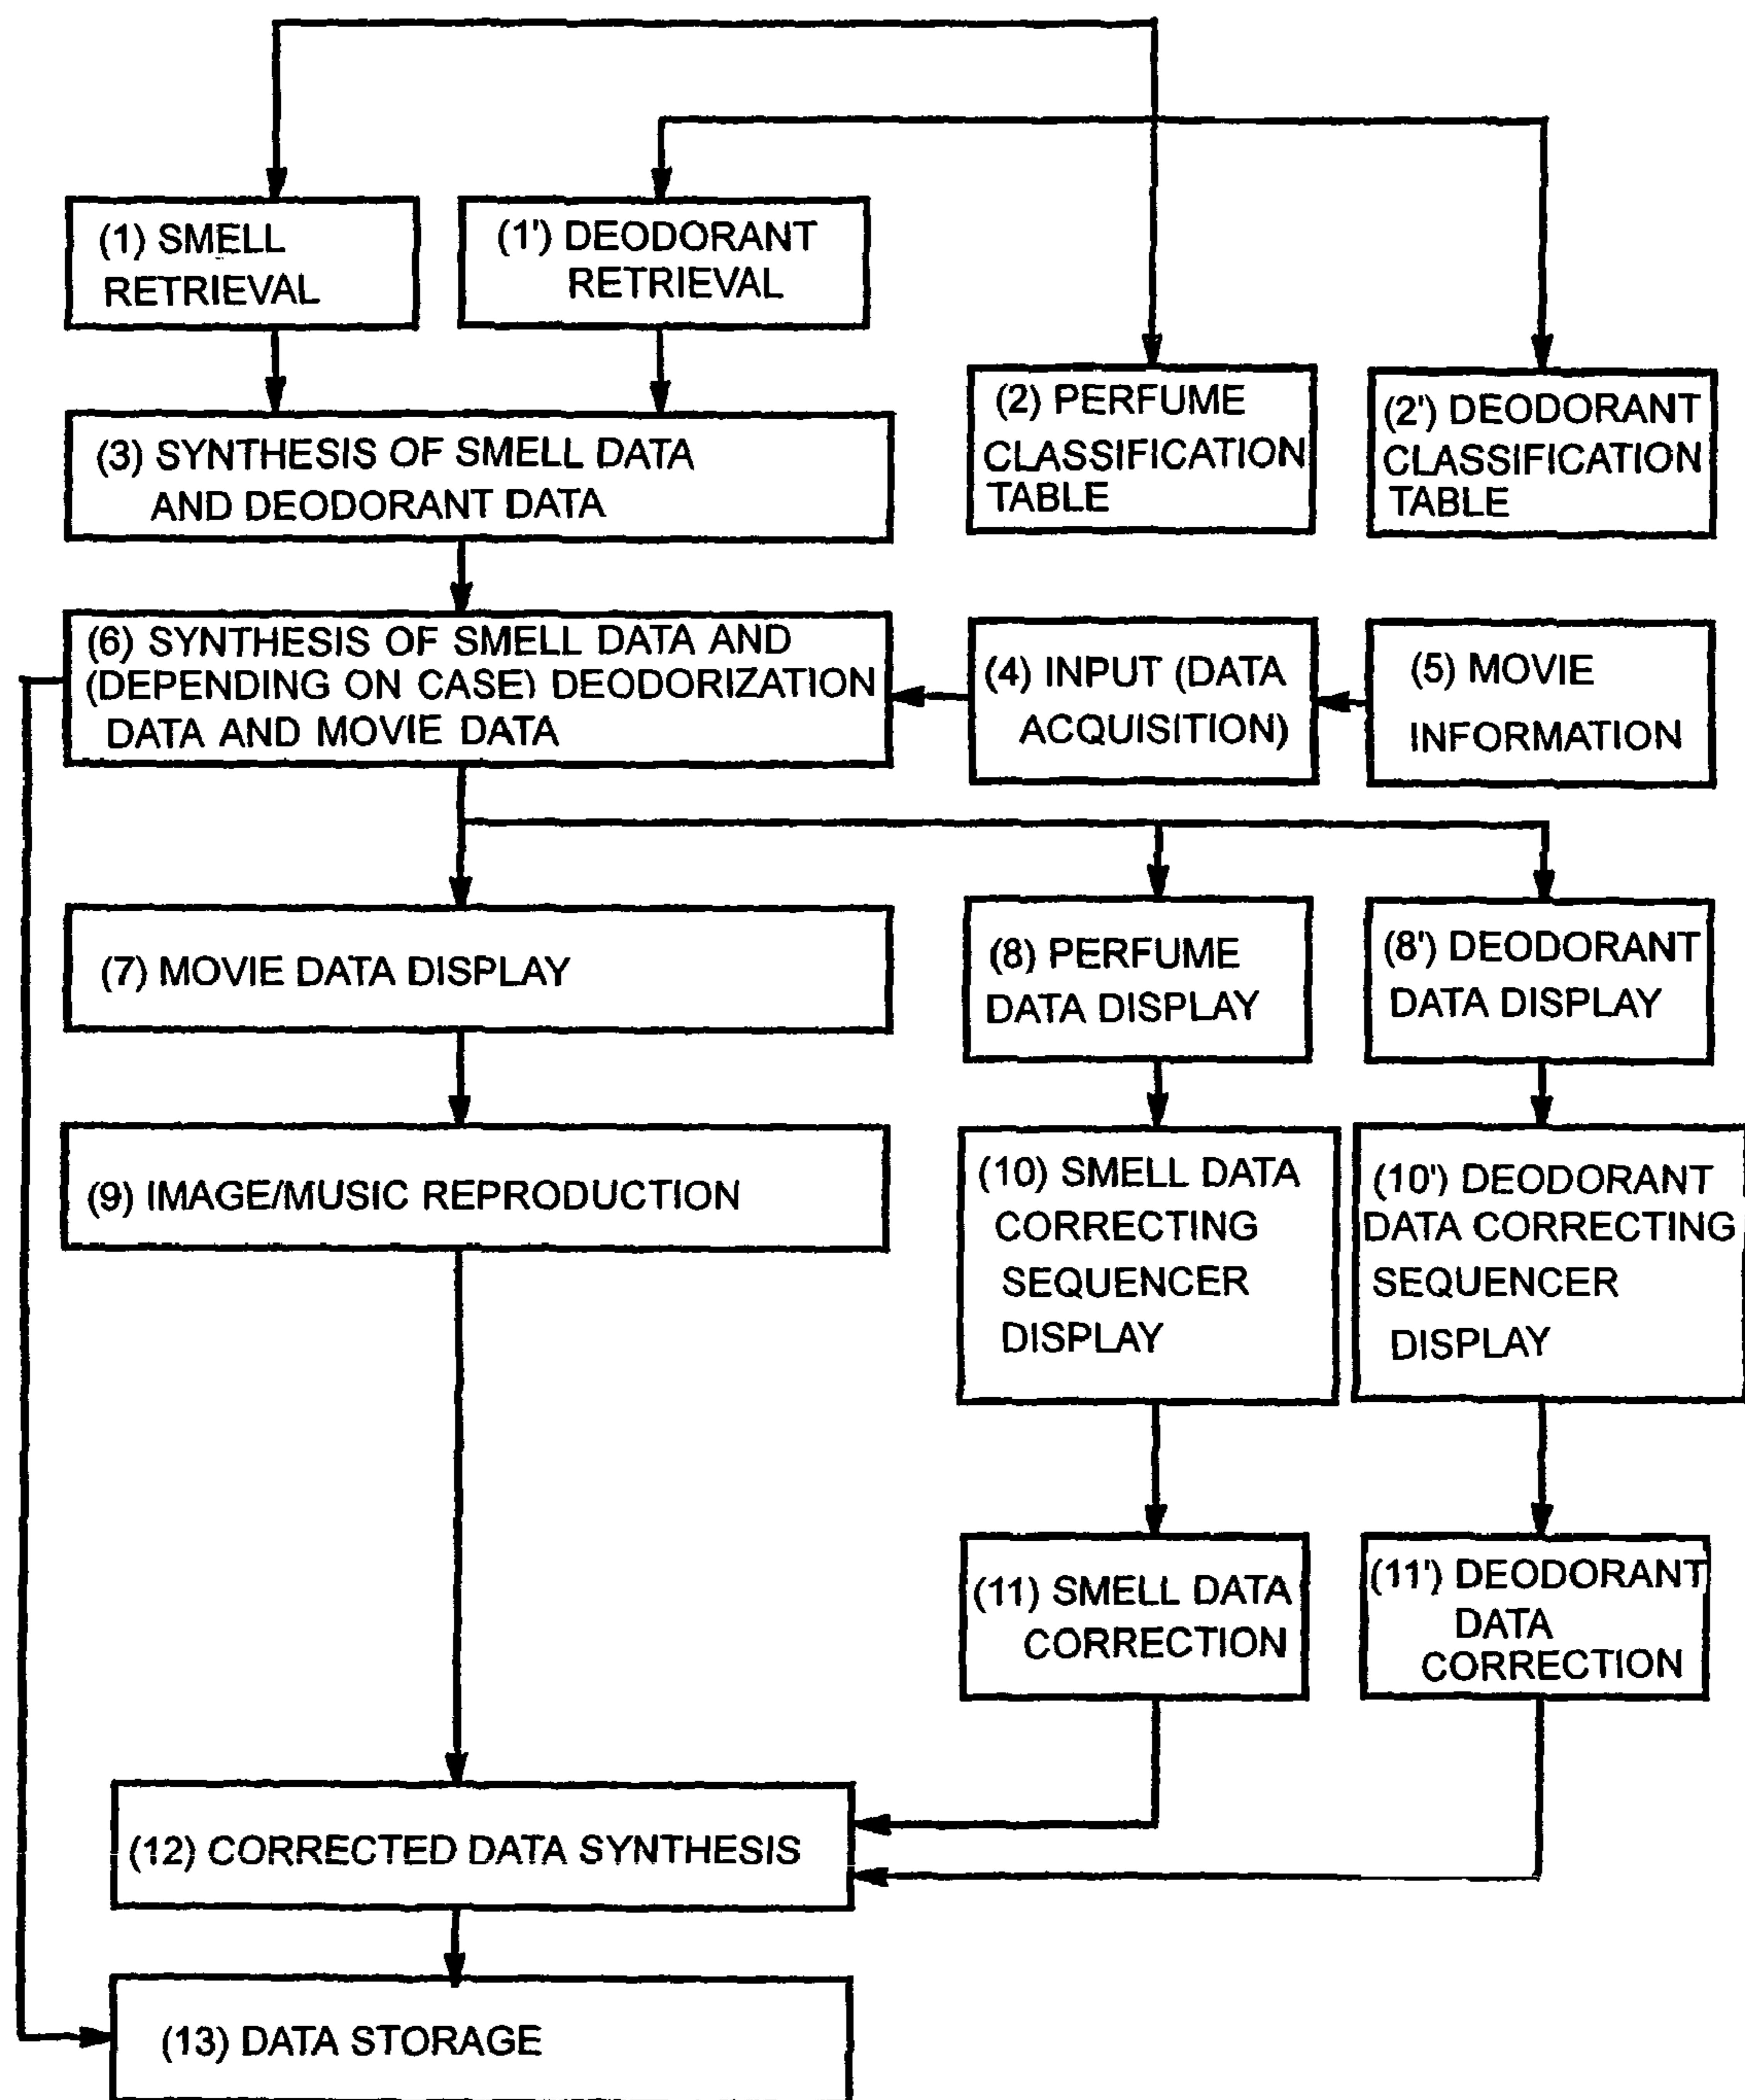 (1) SMELL
RETRIEVAL
(1') DEODORANT
RETRIEVAL
(2) PERFUME
CLASSIFICATION
TABLE
(2') DEODORANT
CLASSIFICATION
TABLE
(3) SYNTHESIS OF SMELL DATA
AND DEODORANT DATA
(6) SYNTHESIS OF SMELL DATA AND
(DEPENDING ON CASE) DEODORIZATION
DATA AND MOVIE DATA
(4) INPUT (DATA
ACQUISITION)
(5) MOVIE
INFORMATION
(7) MOVIE DATA DISPLAY
(8) PERFUME
DATA DISPLAY
(8') DEODORANT
DATA DISPLAY
(9) IMAGE/MUSIC REPRODUCTION
(10) SMELL DATA
CORRECTING
SEQUENCER
DISPLAY
(10') DEODORANT
DATA CORRECTING
SEQUENCER
DISPLAY
(11) SMELL DATA
CORRECTION
(11') DEODORANT
DATA
CORRECTION
(12) CORRECTED DATA SYNTHESIS
(13) DATA STORAGE